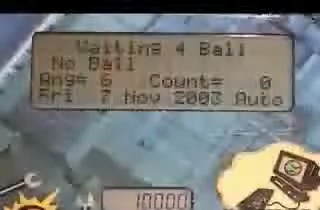 Waiting 4 Ball
No Ball
Ang= 6 Count= 0
Fri 7 Nov 2003 Auto
10000